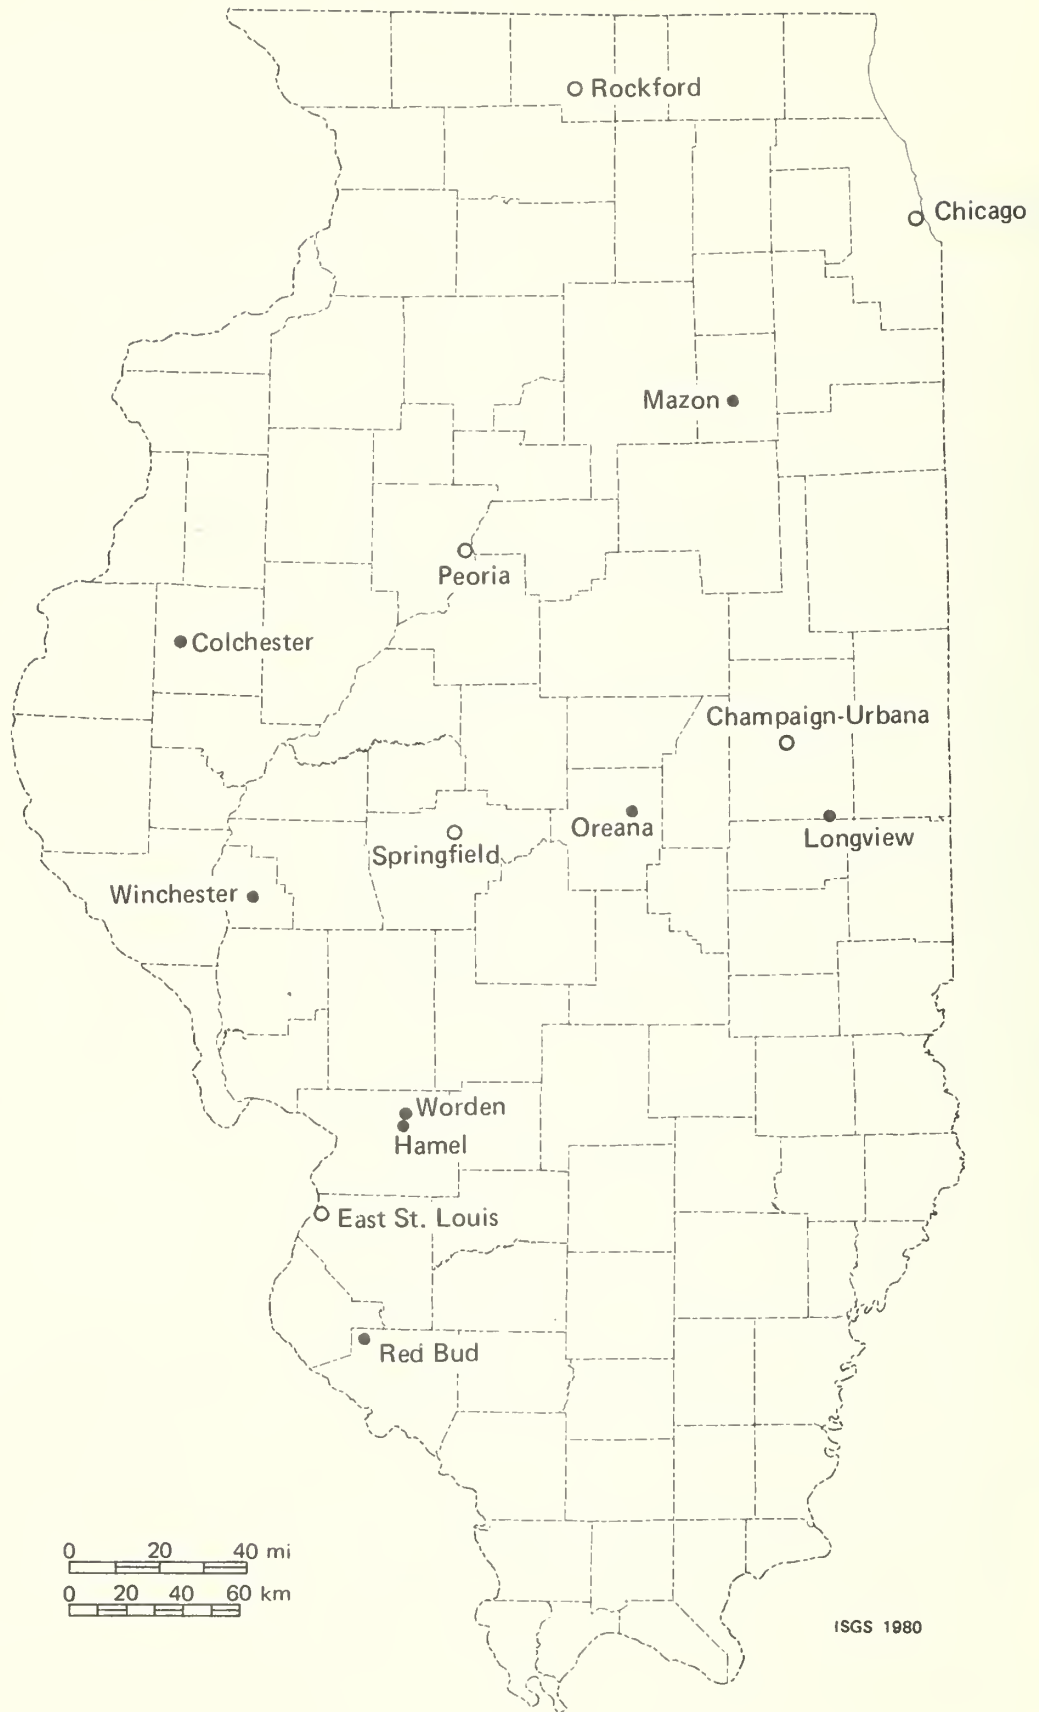 Rockford
Chicago
Mazon
Peoria
Colchester
Champaign-Urbana
Oreana
Longview
Springfield
Winchester
Worden
Hamel
East St. Louis
Red Bud
0 20 40 mi
0 20 40 60 km
ISGS 1980